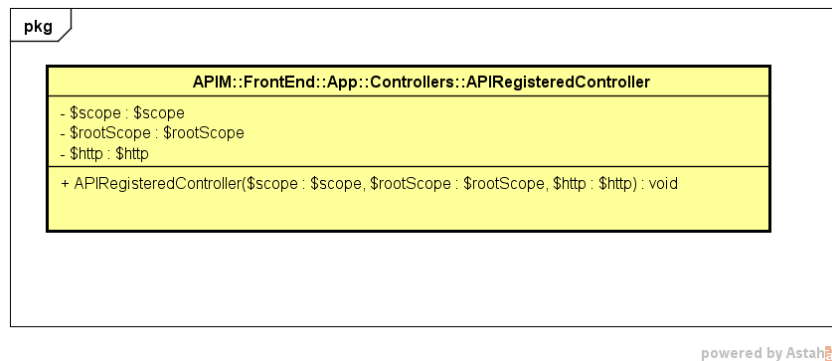 pkg
APIM::FrontEnd::App::Controllers::APIRegisteredController
- $scope : $scope
- $rootScope : $rootScope
- $http : $http
+ APIRegisteredController($scope : $scope, $rootScope : $rootScope, $http : $http) : void
powered by Astah